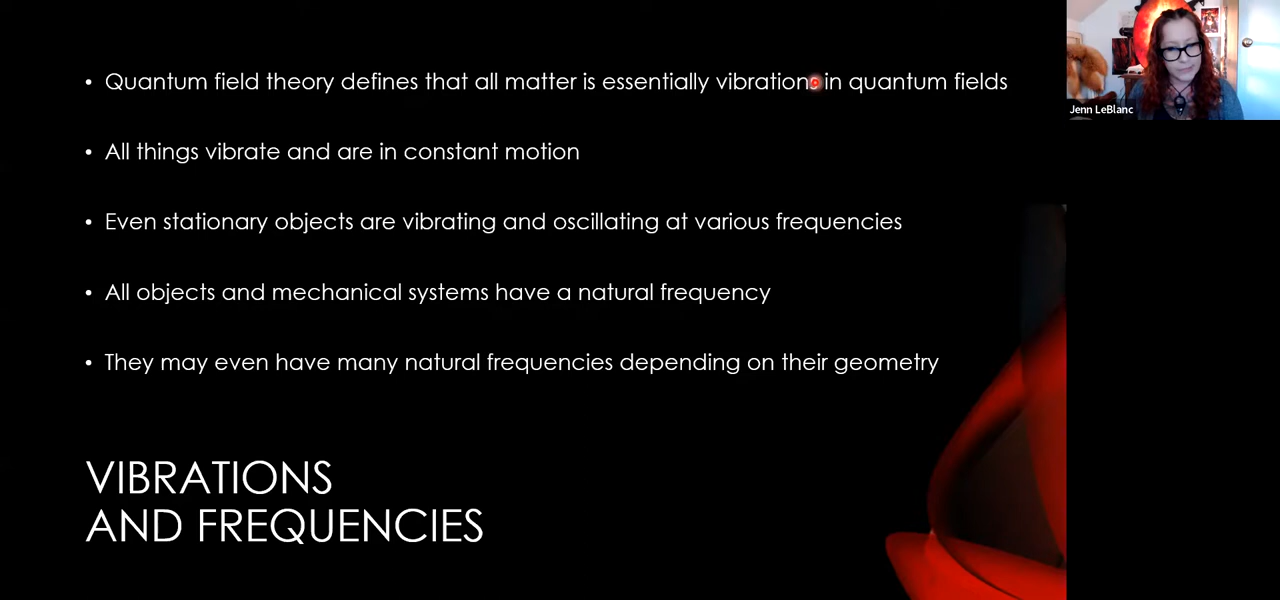 • Quantum field theory defines that all matter is essentially vibrations in quantum fields
• All things vibrate and are in constant motion
• Even stationary objects are vibrating and oscillating at various frequencies
• All objects and mechanical systems have a natural frequency
• They may even have many natural frequencies depending on their geometry
VIBRATIONS
AND FREQUENCIES
Jenn LeBlanc